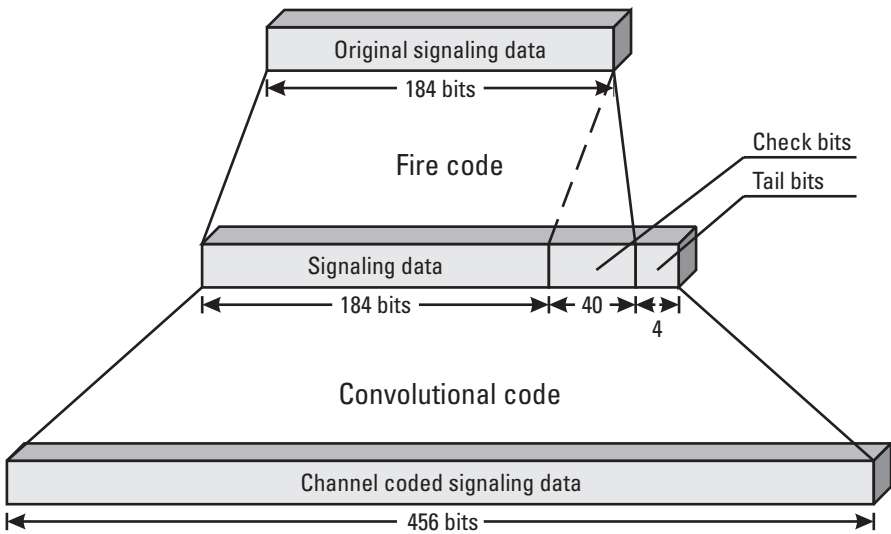 Original signaling data
184 bits
Fire code
Check bits
Tail bits
Signaling data
184 bits
40
4
Convolutional code
Channel coded signaling data
456 bits